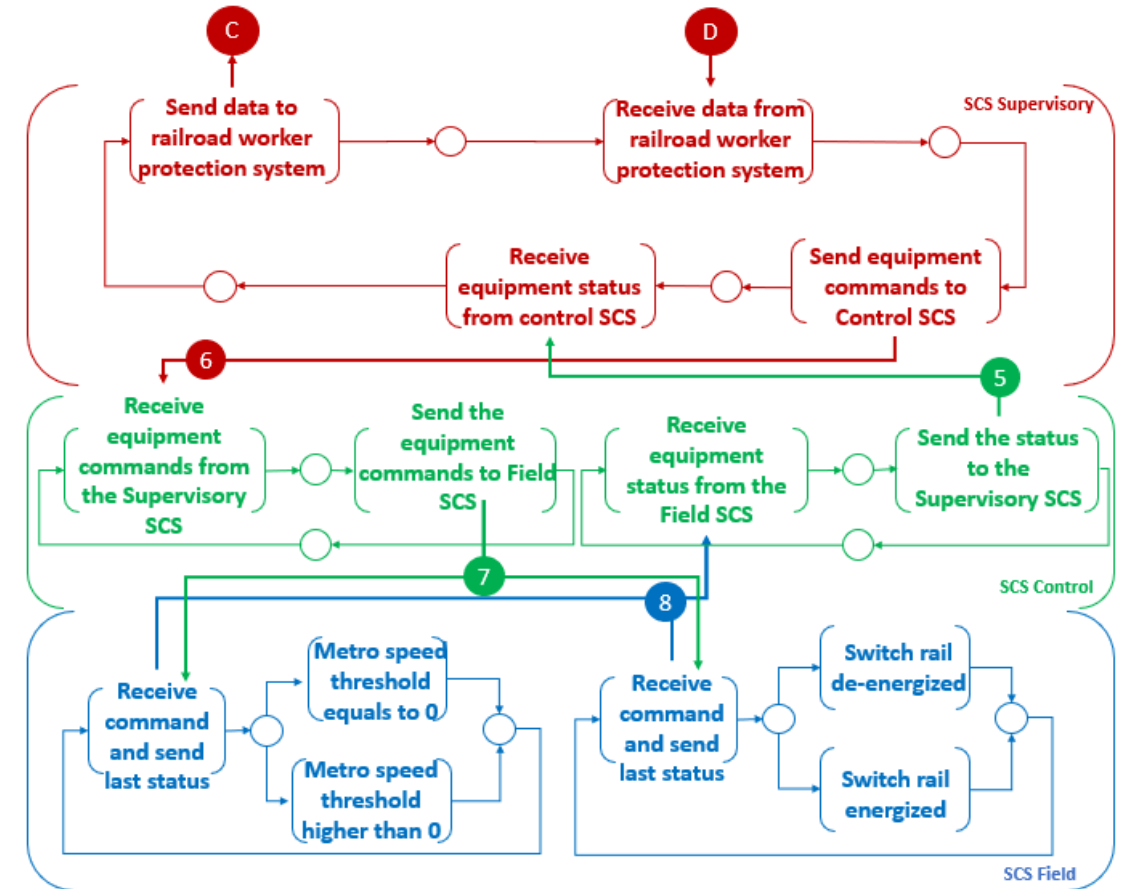 C
D
SCS Supervisory
Send data to
railroad worker
protection system
Receive data from
railroad worker
protection system
Receive
equipment status
from control SCS
Send equipment
commands to
Control SCS
6
5
Receive
equipment
commands from
the Supervisory
SCS
Send the
equipment
commands to Field
SCS
Receive
equipment
status from the
Field SCS
Send the status
to the
Supervisory SCS
7
SCS Control
8
Receive
command
and send
last status
Metro speed
threshold
equals to 0
Metro speed
threshold
higher than 0
Receive
command
and send
last status
Switch rail
de-energized
Switch rail
energized
SCS Field